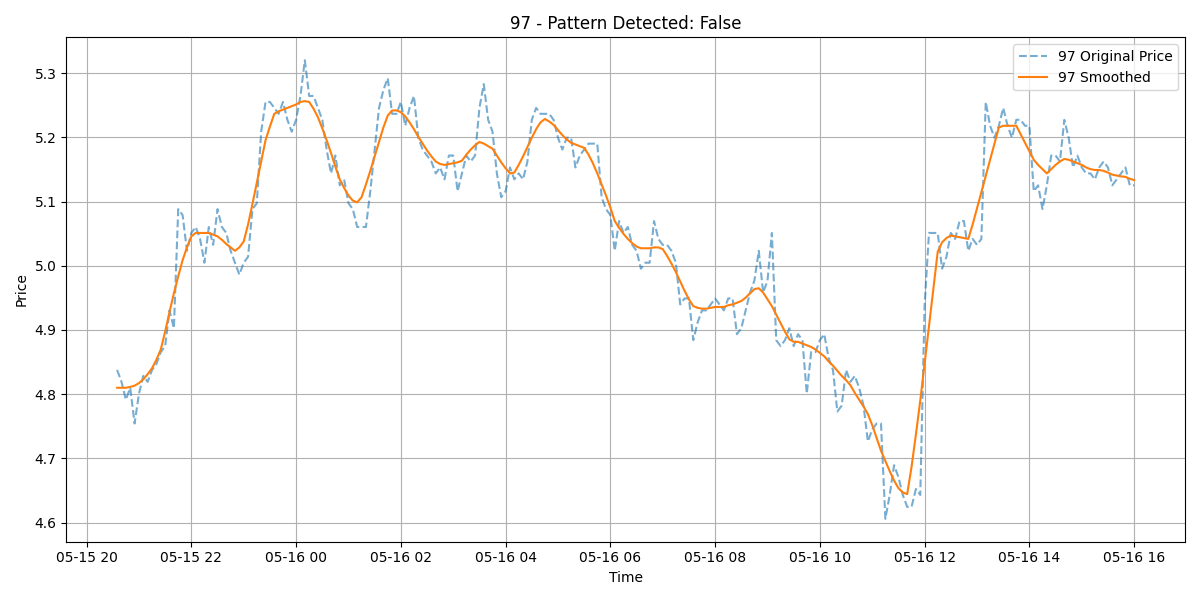 97 - Pattern Detected: False
97 Original Price
97 Smoothed
Price
5.3
5.2
5.1
5.0
4.9
4.8
4.7
4.6
05-15 20 05-15 22 05-16 00 05-16 02 05-16 04 05-16 06 05-16 08 05-16 10 05-16 12 05-16 14 05-16 16
Time